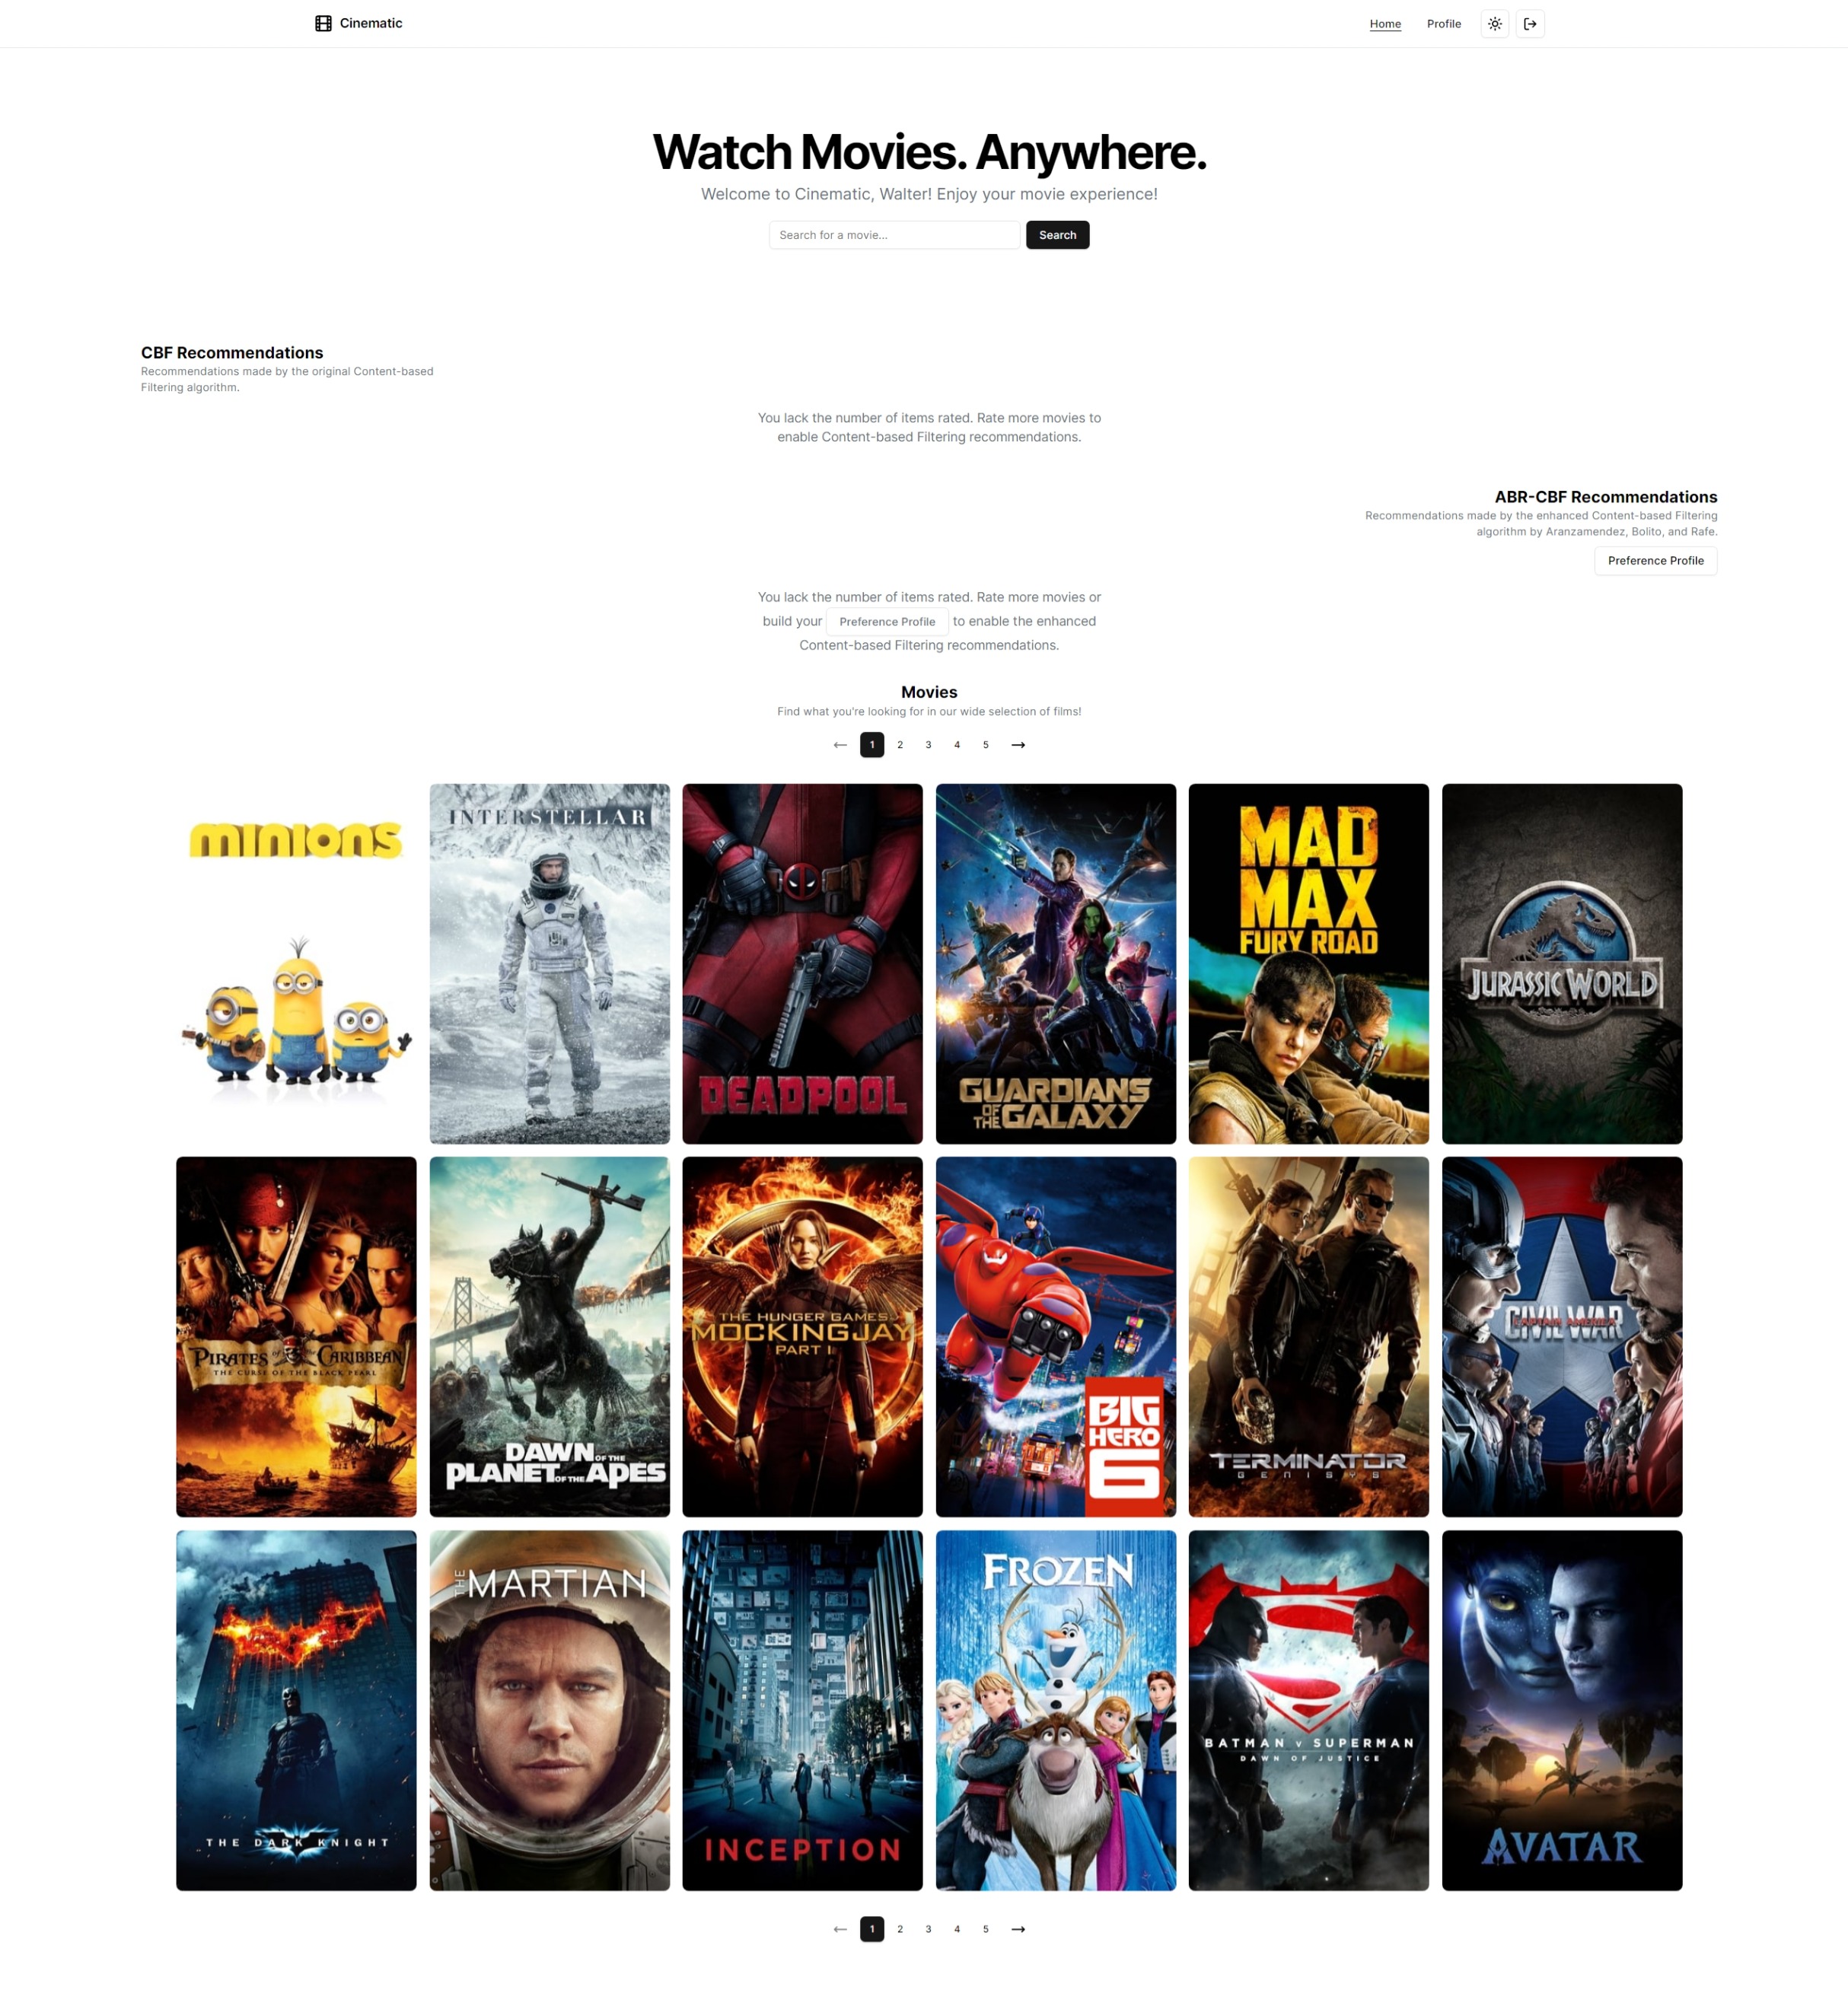 Cinematic
Home
Profile
Watch Movies. Anywhere.
Welcome to Cinematic, Walter! Enjoy your movie experience!
Search for a movie...
Search
CBF Recommendations
Recommendations made by the original Content-based
Filtering algorithm.
You lack the number of items rated. Rate more movies to
enable Content-based Filtering recommendations.
ABR-CBF Recommendations
Recommendations made by the enhanced Content-based Filtering
algorithm by Aranzamendez, Bolito, and Rafe.
Preference Profile
You lack the number of items rated. Rate more movies or
build your Preference Profile to enable the enhanced
Content-based Filtering recommendations.
Movies
Find what you're looking for in our wide selection of films!
1 2 3 4 5
minions
INTERSTELLAR
DEADPOOL
GUARDIANS
OF THE GALAXY
MAD
MAX
FURY ROAD
JURASSIC WORLD
PIRATES of the CARIBBEAN
THE CURSE OF THE BLACK PEARL
DAWN OF THE
PLANET OF THE APES
THE HUNGER GAMES
MOCKINGJAY
PART 1
BIG
HERO
6
TERMINATOR
GENISYS
CIVIL WAR
CAPTAIN AMERICA
THE DARK KNIGHT
THE MARTIAN
INCEPTION
FROZEN
BATMAN v SUPERMAN
DAWN OF JUSTICE
AVATAR
1 2 3 4 5